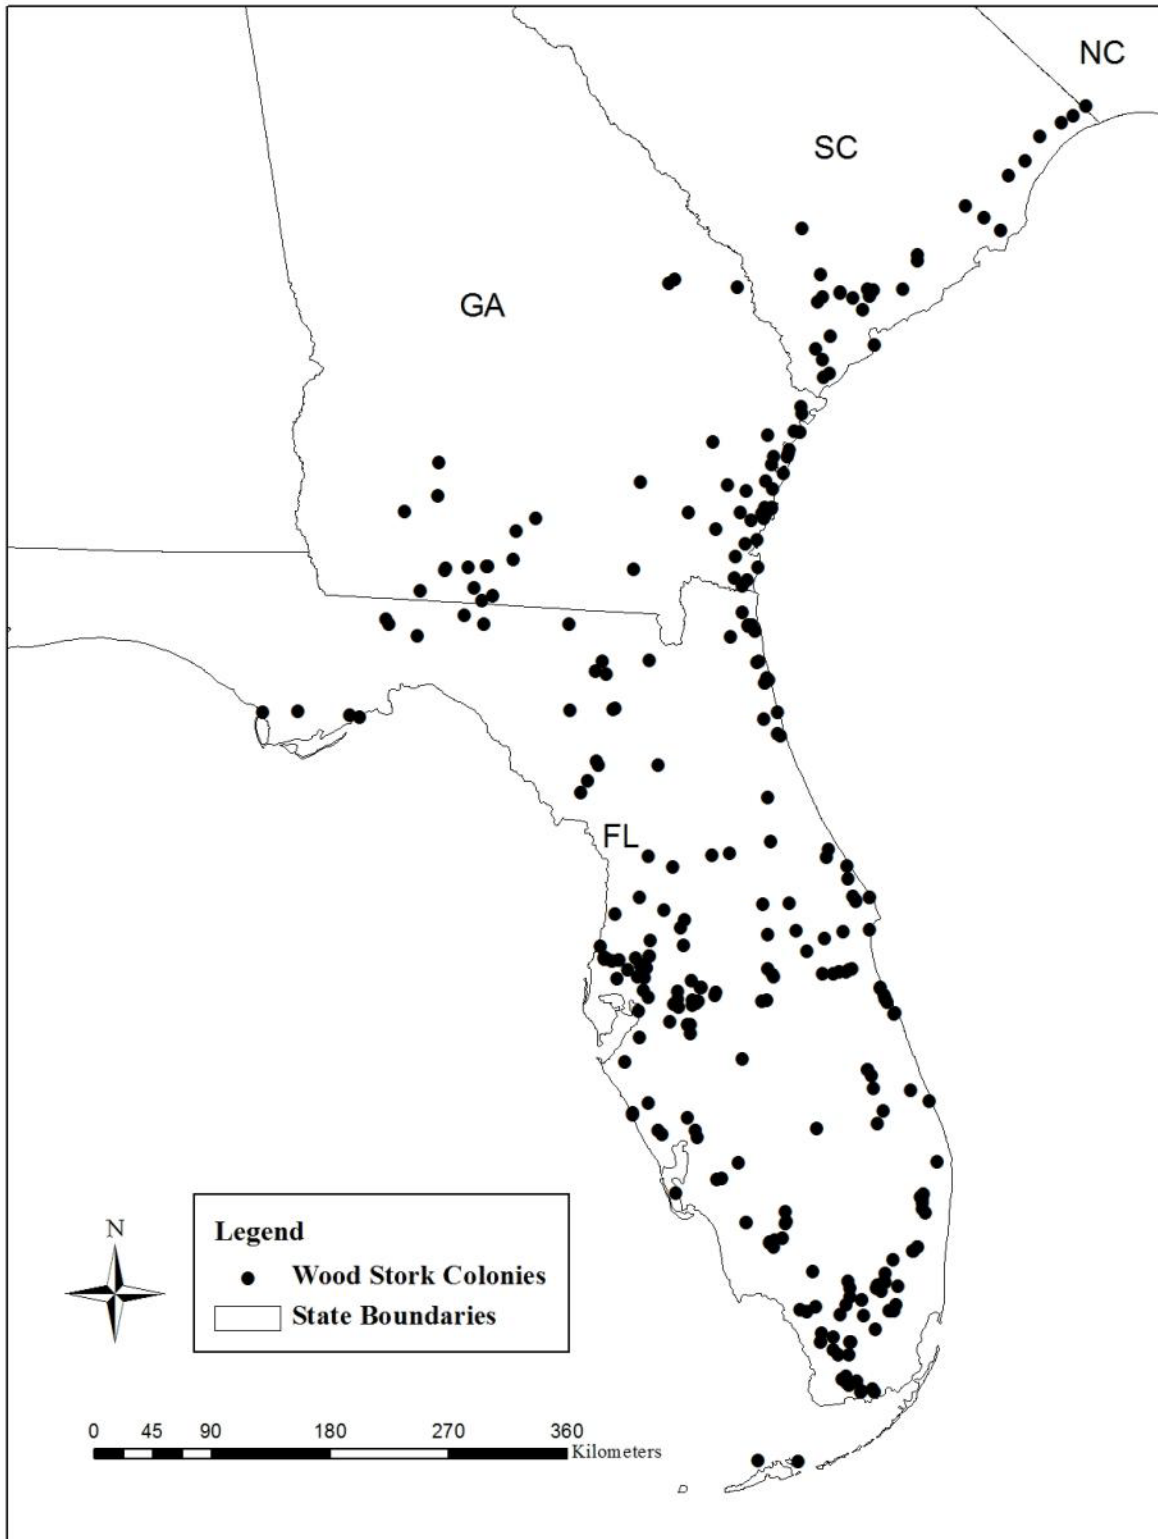 NC
SC
GA
FL
N
Legend
Wood Stork Colonies
State Boundaries
0 45 90 180 270 360
Kilometers